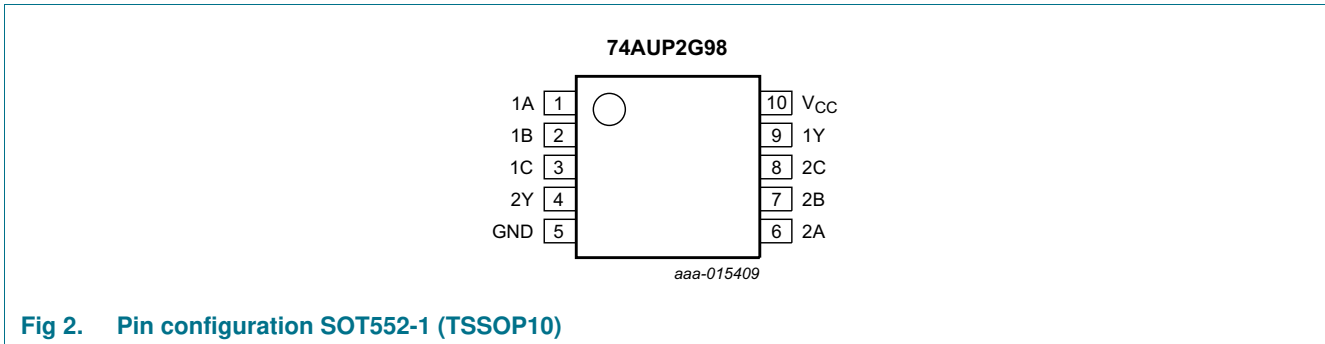 74AUP2G98
1A 1 10 VCC
1B 2 9 1Y
1C 3 8 2C
2Y 4 7 2B
GND 5 6 2A
aaa-015409
Fig 2. Pin configuration SOT552-1 (TSSOP10)